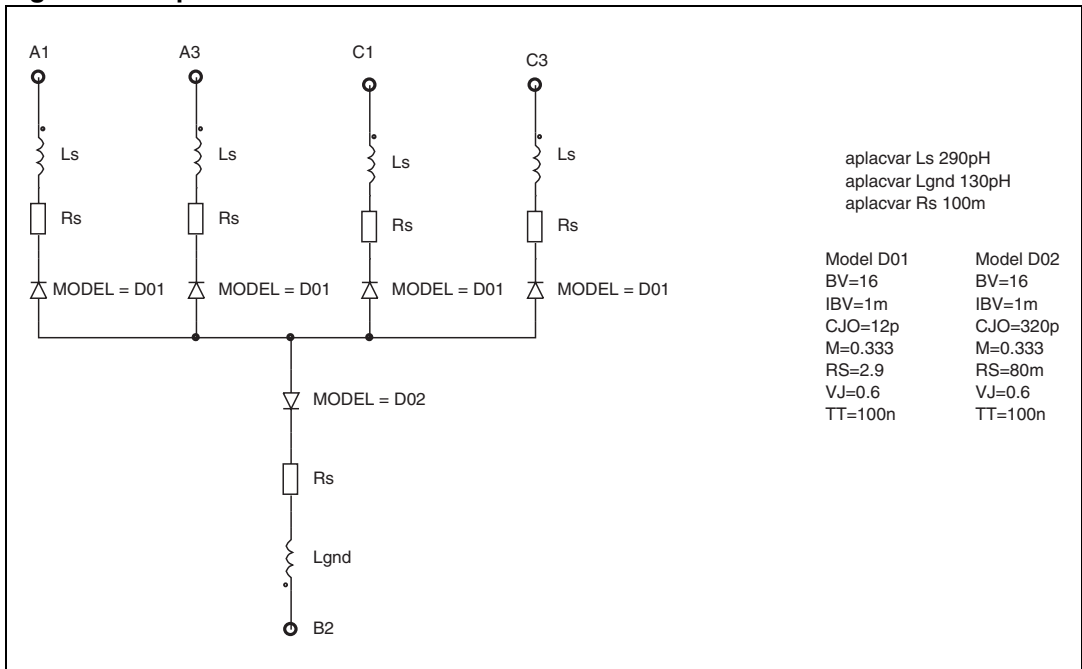 A1
A3
C1
C3
Ls
Ls
Ls
Ls
Rs
Rs
Rs
Rs
MODEL = D01
MODEL = D01
MODEL = D01
MODEL = D01
MODEL = D02
Rs
Lgnd
B2
aplacvar Ls 290pH
aplacvar Lgnd 130pH
aplacvar Rs 100m
Model D01
BV=16
IBV=1m
CJO=12p
M=0.333
RS=2.9
VJ=0.6
TT=100n
Model D02
BV=16
IBV=1m
CJO=320p
M=0.333
RS=80m
VJ=0.6
TT=100n